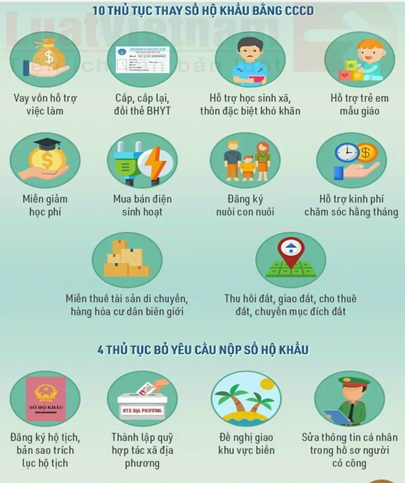 10 THỦ TỤC THAY SỔ HỘ KHẨU BẰNG CCCD
LuatVietnam
Vay vốn hỗ trợ
việc làm
Cấp, cấp lại,
đổi thẻ BHYT
Hỗ trợ học sinh xã,
thôn đặc biệt khó khăn
Hỗ trợ trẻ em
mẫu giáo
Miễn giảm
học phí
Mua bán điện
sinh hoạt
Đăng ký
nuôi con nuôi
Hỗ trợ kinh phí
chăm sóc hằng tháng
Miễn thuế tài sản di chuyển,
hàng hóa cư dân biên giới
Thu hồi đất, giao đất, cho thuê
đất, chuyển mục đích đất
4 THỦ TỤC BỎ YÊU CẦU NỘP SỔ HỘ KHẨU
SỔ HỘ KHẨU
HTX ĐỊA PHƯƠNG
Đăng ký hộ tịch,
bản sao trích
lục hộ tịch
Thành lập quỹ
hợp tác xã địa
phương
Đề nghị giao
khu vực biển
Sửa thông tin cá nhân
trong hồ sơ người
có công